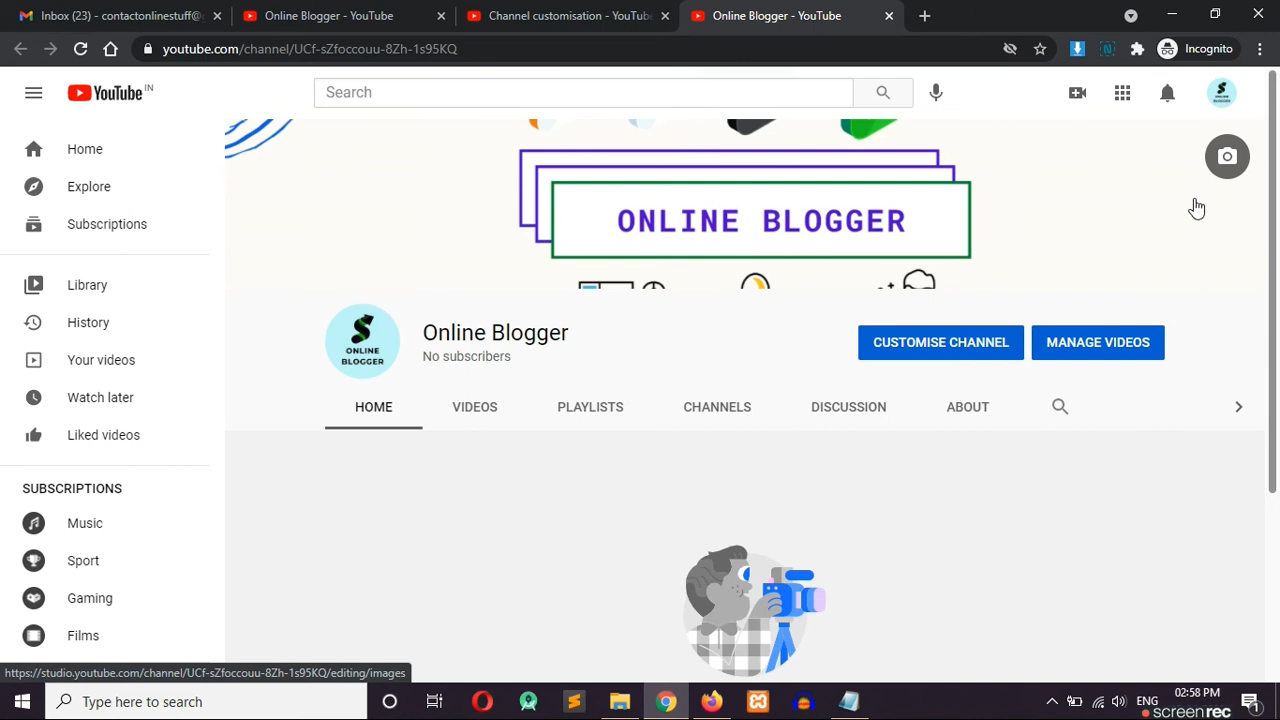 Inbox (23) - contactonlinestuff@
Online Blogger - YouTube
Channel customisation - YouTub
Online Blogger - YouTube
youtube.com/channel/UCf-sZfoccouu-8Zh-1s95KQ
Incognito
YouTube IN
Search
Home
Explore
Subscriptions
Library
History
Your videos
Watch later
Liked videos
SUBSCRIPTIONS
Music
Sport
Gaming
Films
ONLINE BLOGGER
ONLINE
BLOGGER
Online Blogger
No subscribers
CUSTOMISE CHANNEL
MANAGE VIDEOS
HOME
VIDEOS
PLAYLISTS
CHANNELS
DISCUSSION
ABOUT
https://studio.youtube.com/channel/UCf-sZfoccouu-8Zh-1s95KQ/editing/images
Type here to search
ENG
02:58 PM
screenrec
1